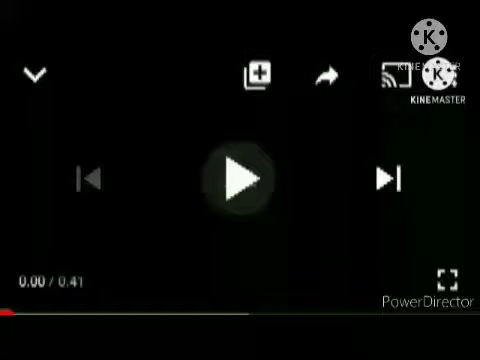 K
KINEMASTER
K
KINEMASTER
0.00 / 0.41
PowerDirector